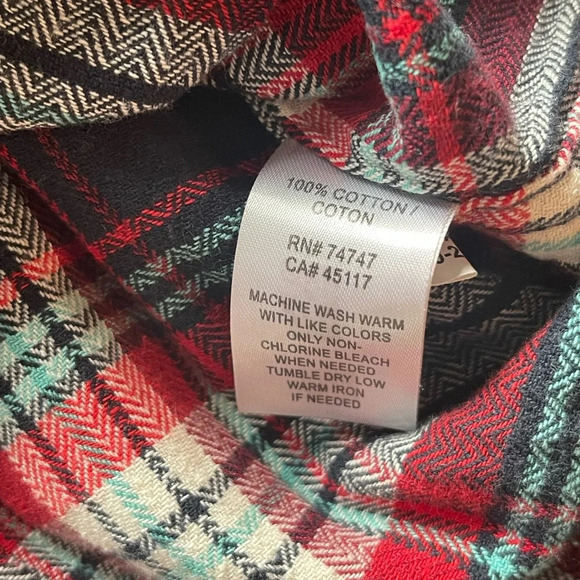 100% COTTON /
COTON
RN# 74747
CA# 45117
MACHINE WASH WARM
WITH LIKE COLORS
ONLY NON-
CHLORINE BLEACH
WHEN NEEDED
TUMBLE DRY LOW
WARM IRON
IF NEEDED